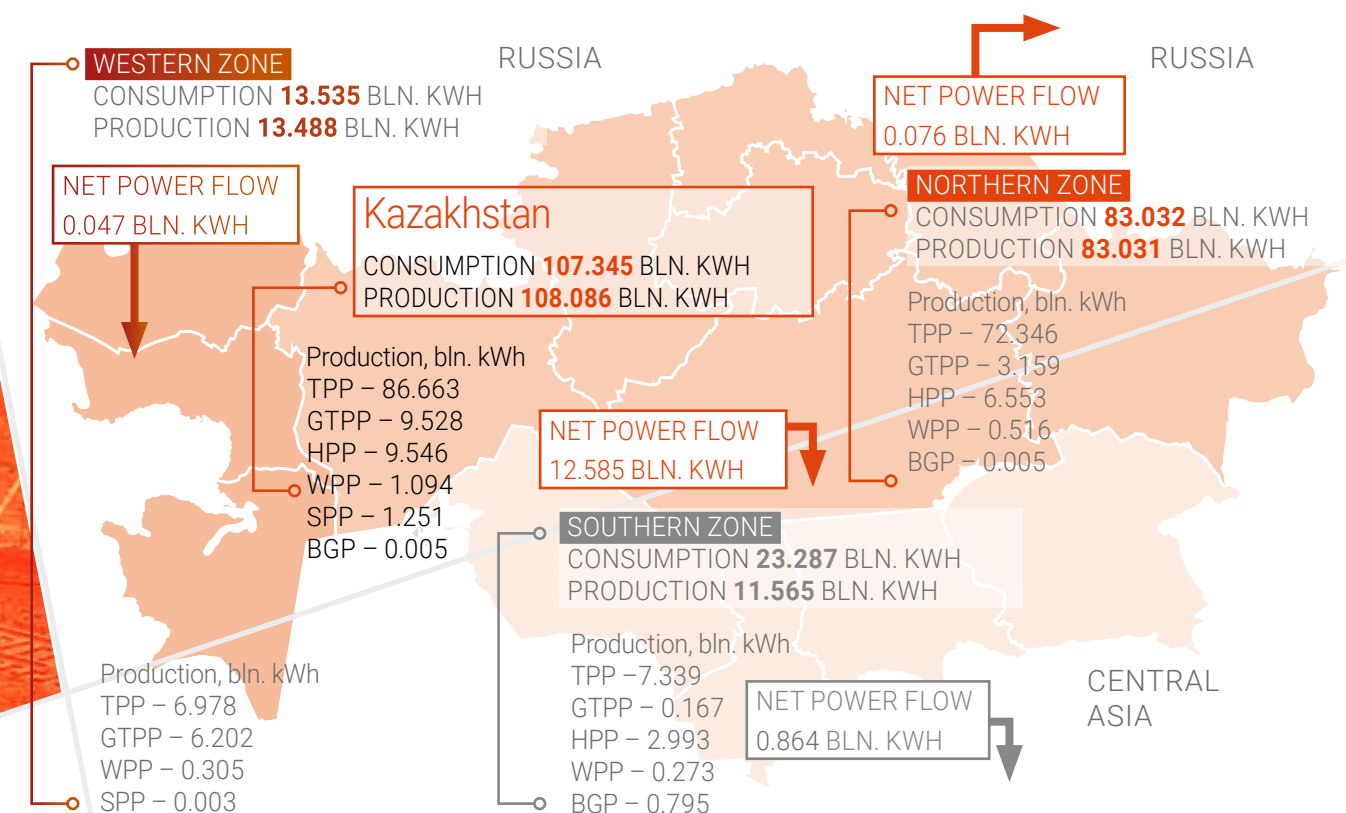 RUSSIA
RUSSIA
WESTERN ZONE
CONSUMPTION 13.535 BLN. KWH
PRODUCTION 13.488 BLN. KWH
NET POWER FLOW
0.047 BLN. KWH
NET POWER FLOW
0.076 BLN. KWH
Kazakhstan
CONSUMPTION 107.345 BLN. KWH
PRODUCTION 108.086 BLN. KWH
Production, bln. kWh
TPP – 86.663
GTPP – 9.528
HPP – 9.546
WPP – 1.094
SPP – 1.251
BGP – 0.005
NORTHERN ZONE
CONSUMPTION 83.032 BLN. KWH
PRODUCTION 83.031 BLN. KWH
Production, bln. kWh
TPP – 72.346
GTPP – 3.159
HPP – 6.553
WPP – 0.516
BGP – 0.005
NET POWER FLOW
12.585 BLN. KWH
SOUTHERN ZONE
CONSUMPTION 23.287 BLN. KWH
PRODUCTION 11.565 BLN. KWH
Production, bln. kWh
TPP –7.339
GTPP – 0.167
HPP – 2.993
WPP – 0.273
BGP – 0.795
NET POWER FLOW
0.864 BLN. KWH
CENTRAL
ASIA
Production, bln. kWh
TPP – 6.978
GTPP – 6.202
WPP – 0.305
SPP – 0.003